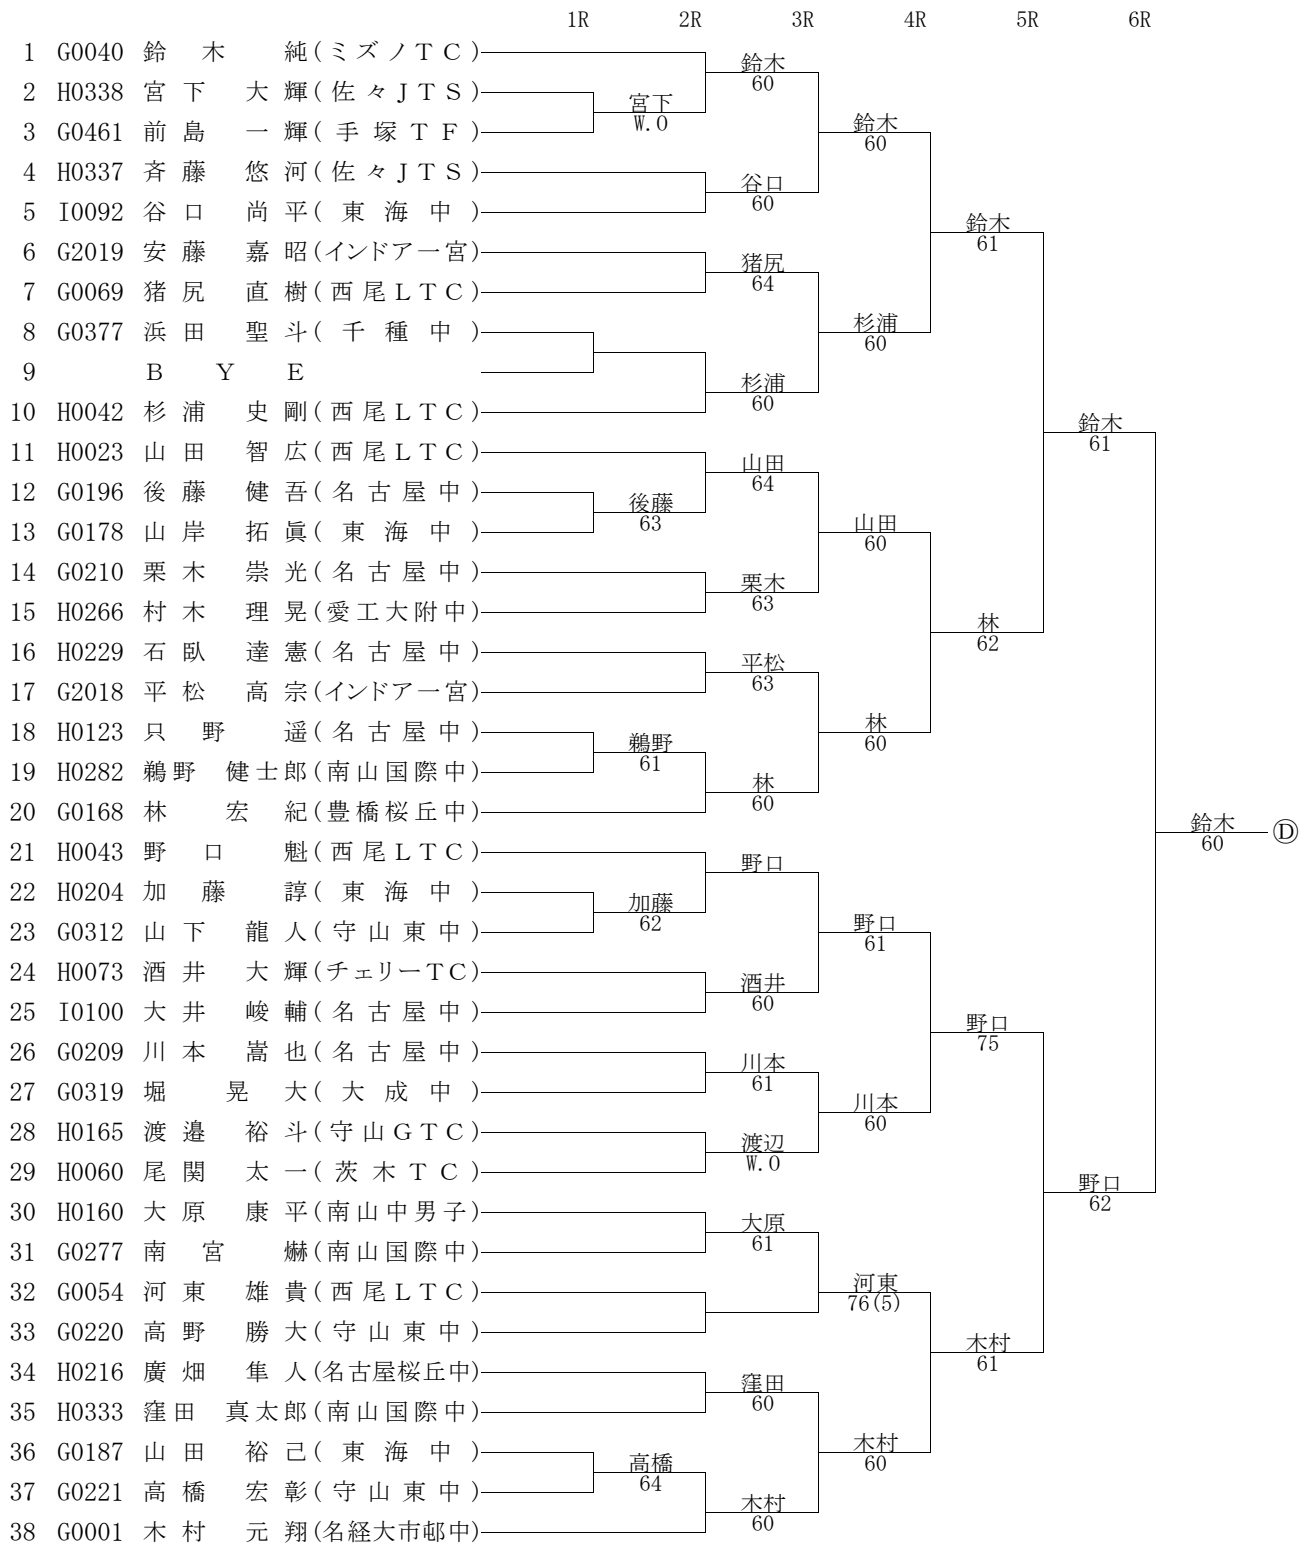 1R 2R 3R 4R 5R 6R
1 G0040 鈴木 純(ミズノTC)
鈴木
60
2 H0338 宮下 大輝(佐々JTS)
宮下
W.O
3 G0461 前島 一輝(手塚TF)
鈴木
60
4 H0337 斉藤 悠河(佐々JTS)
谷口
60
5 I0092 谷口 尚平(東海中)
鈴木
61
6 G2019 安藤 嘉昭(インドア一宮)
猪尻
64
7 G0069 猪尻 直樹(西尾LTC)
8 G0377 浜田 聖斗(千種中)
杉浦
60
9 BYE
杉浦
60
10 H0042 杉浦 史剛(西尾LTC)
鈴木
61
11 H0023 山田 智広(西尾LTC)
山田
64
12 G0196 後藤 健吾(名古屋中)
後藤
63
13 G0178 山岸 拓眞(東海中)
山田
60
14 G0210 栗木 崇光(名古屋中)
栗木
63
15 H0266 村木 理晃(愛工大附中)
林
62
16 H0229 石臥 達憲(名古屋中)
平松
63
17 G2018 平松 高宗(インドア一宮)
18 H0123 只野 遥(名古屋中)
鵜野
61
林
60
19 H0282 鵜野 健士郎(南山国際中)
林
60
20 G0168 林 宏紀(豊橋桜丘中)
鈴木
60
Ⓓ
21 H0043 野口 魁(西尾LTC)
野口
22 H0204 加藤 諄(東海中)
加藤
62
23 G0312 山下 龍人(守山東中)
野口
61
24 H0073 酒井 大輝(チェリーTC)
酒井
60
25 I0100 大井 峻輔(名古屋中)
野口
75
26 G0209 川本 嵩也(名古屋中)
川本
61
27 G0319 堀 晃大(大成中)
川本
60
28 H0165 渡邉 裕斗(守山GTC)
渡辺
W.O
29 H0060 尾関 太一(茨木TC)
野口
62
30 H0160 大原 康平(南山中男子)
大原
61
31 G0277 南宮 爀(南山国際中)
32 G0054 河東 雄貴(西尾LTC)
河東
76(5)
33 G0220 高野 勝大(守山東中)
木村
61
34 H0216 廣畑 隼人(名古屋桜丘中)
窪田
60
35 H0333 窪田 真太郎(南山国際中)
36 G0187 山田 裕己(東海中)
高橋
64
木村
60
37 G0221 高橋 宏彰(守山東中)
木村
60
38 G0001 木村 元翔(名経大市邨中)